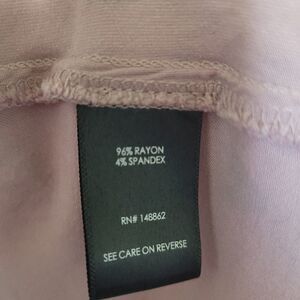 96% RAYON
4% SPANDEX
RN# 148862
SEE CARE ON REVERSE